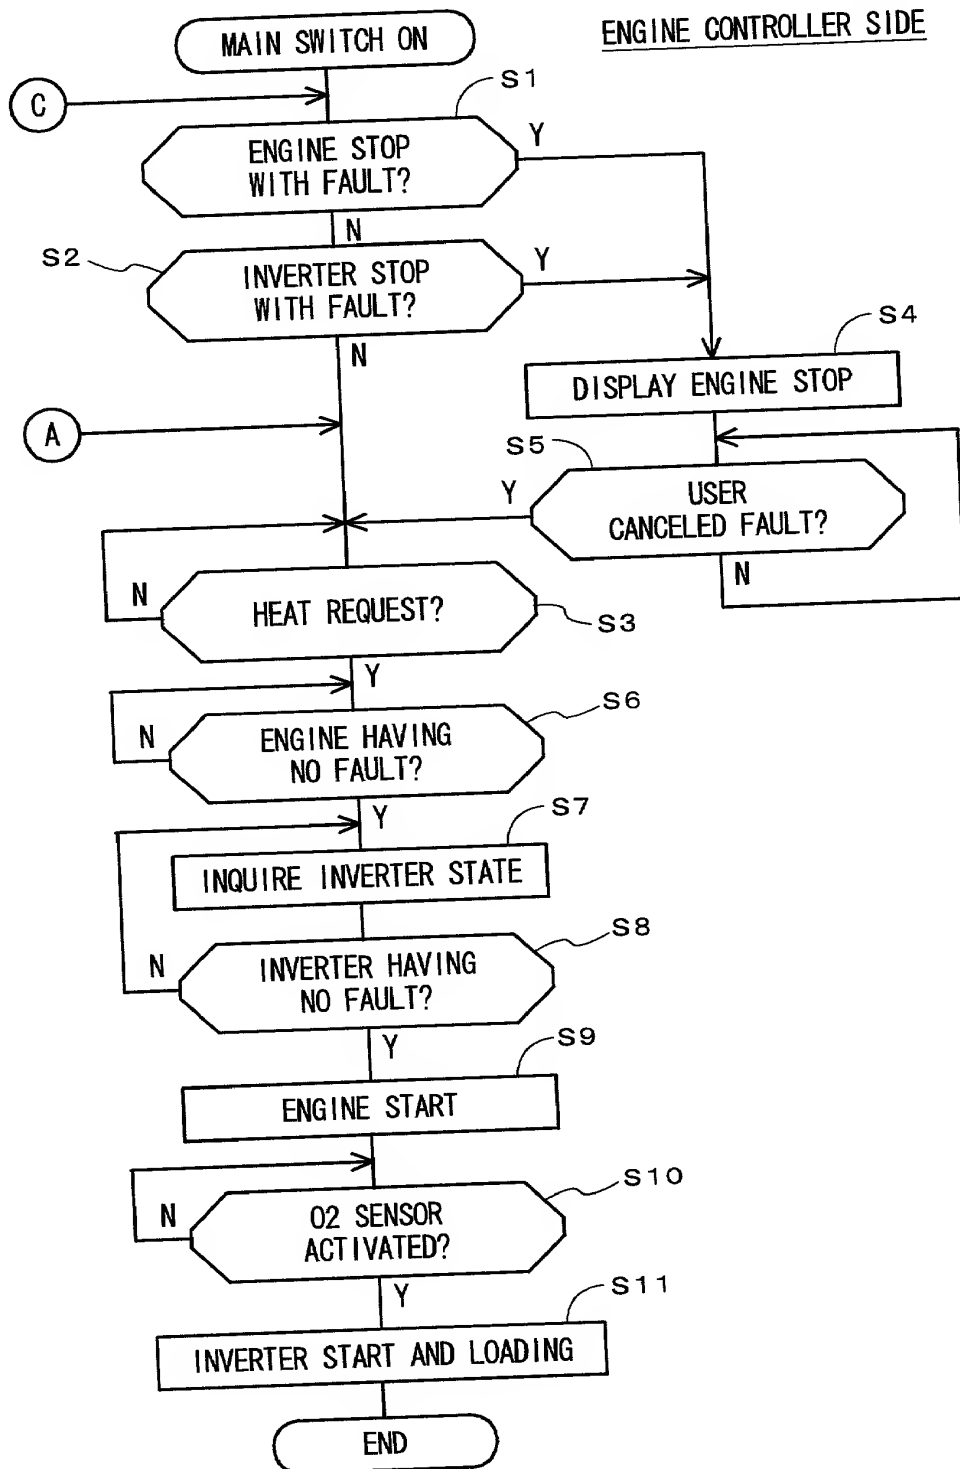 ENGINE CONTROLLER SIDE
MAIN SWITCH ON
C
S1
ENGINE STOP
WITH FAULT?
Y
N
S2
INVERTER STOP
WITH FAULT?
Y
N
S4
DISPLAY ENGINE STOP
A
S5
USER
CANCELED FAULT?
Y
N
HEAT REQUEST?
N
S3
Y
S6
ENGINE HAVING
NO FAULT?
N
Y
S7
INQUIRE INVERTER STATE
S8
INVERTER HAVING
NO FAULT?
N
Y
S9
ENGINE START
S10
O2 SENSOR
ACTIVATED?
N
Y
S11
INVERTER START AND LOADING
END